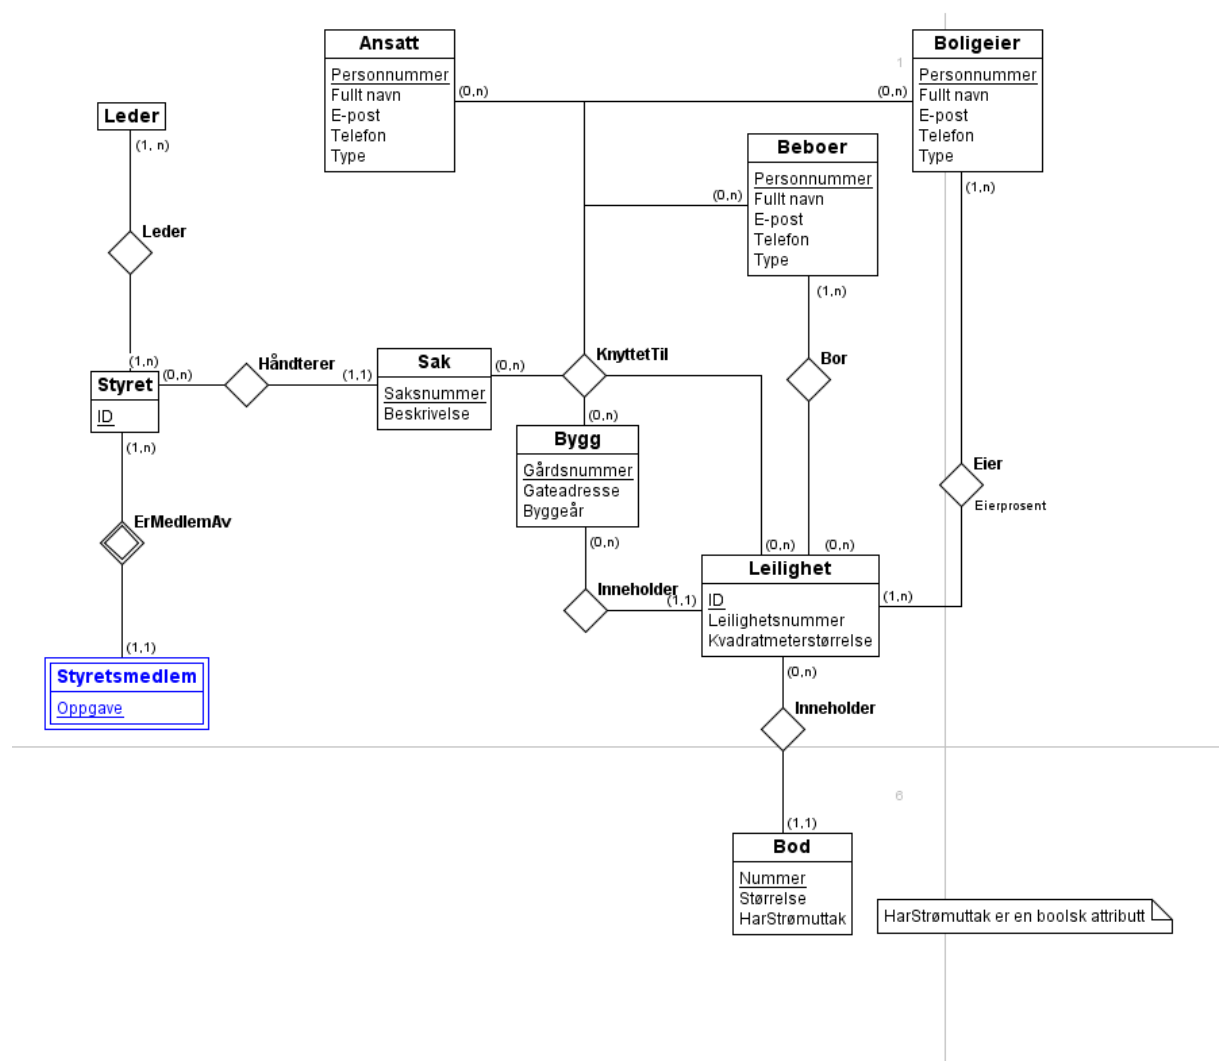 Ansatt
Personnummer
Fullt navn
E-post
Telefon
Type
(0,n)
Boligeier
Personnummer
Fullt navn
E-post
Telefon
Type
1
(0,n)
(1,n)
Leder
(1, n)
Leder
(1,n)
Beboer
Personnummer
Fullt navn
E-post
Telefon
Type
(0,n)
(1,n)
Styret
ID
(0,n)
(1,n)
Håndterer
(1,1)
Sak
Saksnummer
Beskrivelse
(0,n)
KnyttetTil
(0,n)
Bor
Bygg
Gårdsnummer
Gateadresse
Byggeår
(0,n)
Eier
Eierprosent
ErMedlemAv
(1,1)
Styretsmedlem
Oppgave
Inneholder
(1,1)
(0,n)
(0,n)
Leilighet
ID
Leilighetsnummer
Kvadratmeterstørrelse
(1,n)
(0,n)
Inneholder
6
(1,1)
Bod
Nummer
Størrelse
HarStrømuttak
HarStrømuttak er en boolsk attributt